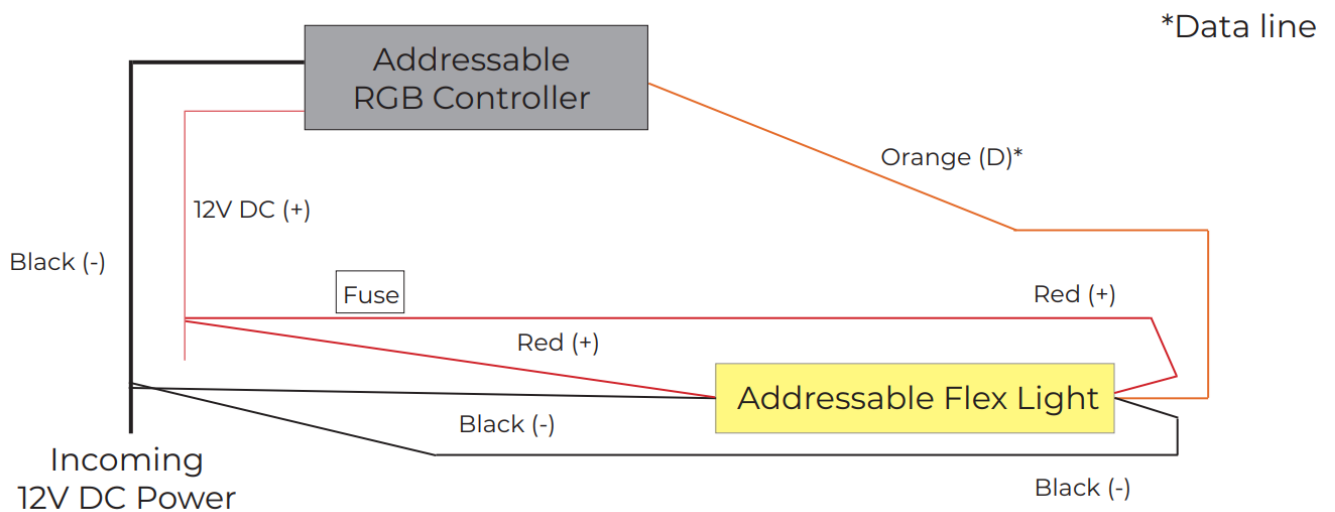 *Data line
Addressable
RGB Controller
Orange (D)*
12V DC (+)
Black (-)
Fuse
Red (+)
Red (+)
Addressable Flex Light
Black (-)
Incoming
12V DC Power
Black (-)